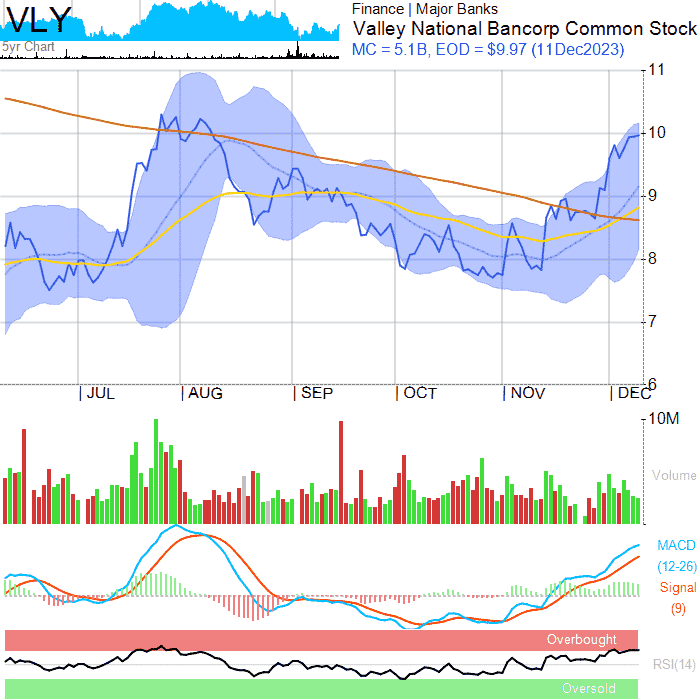 VLY
5yr Chart
Finance | Major Banks
Valley National Bancorp Common Stock
MC = 5.1B, EOD = $9.97 (11Dec2023)
11
10
9
8
7
6
JUL AUG SEP OCT NOV DEC
10M
Volume
MACD
(12-26)
Signal
(9)
Overbought
RSI(14)
Oversold